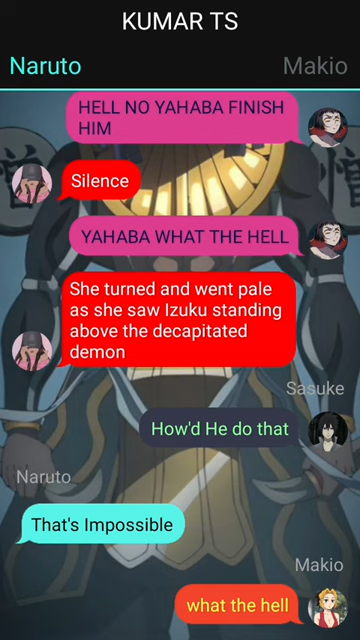 KUMAR TS
Naruto
Makio
HELL NO YAHABA FINISH
HIM
Silence
YAHABA WHAT THE HELL
She turned and went pale
as she saw Izuku standing
above the decapitated
demon
Sasuke
How'd He do that
Naruto
That's Impossible
Makio
what the hell